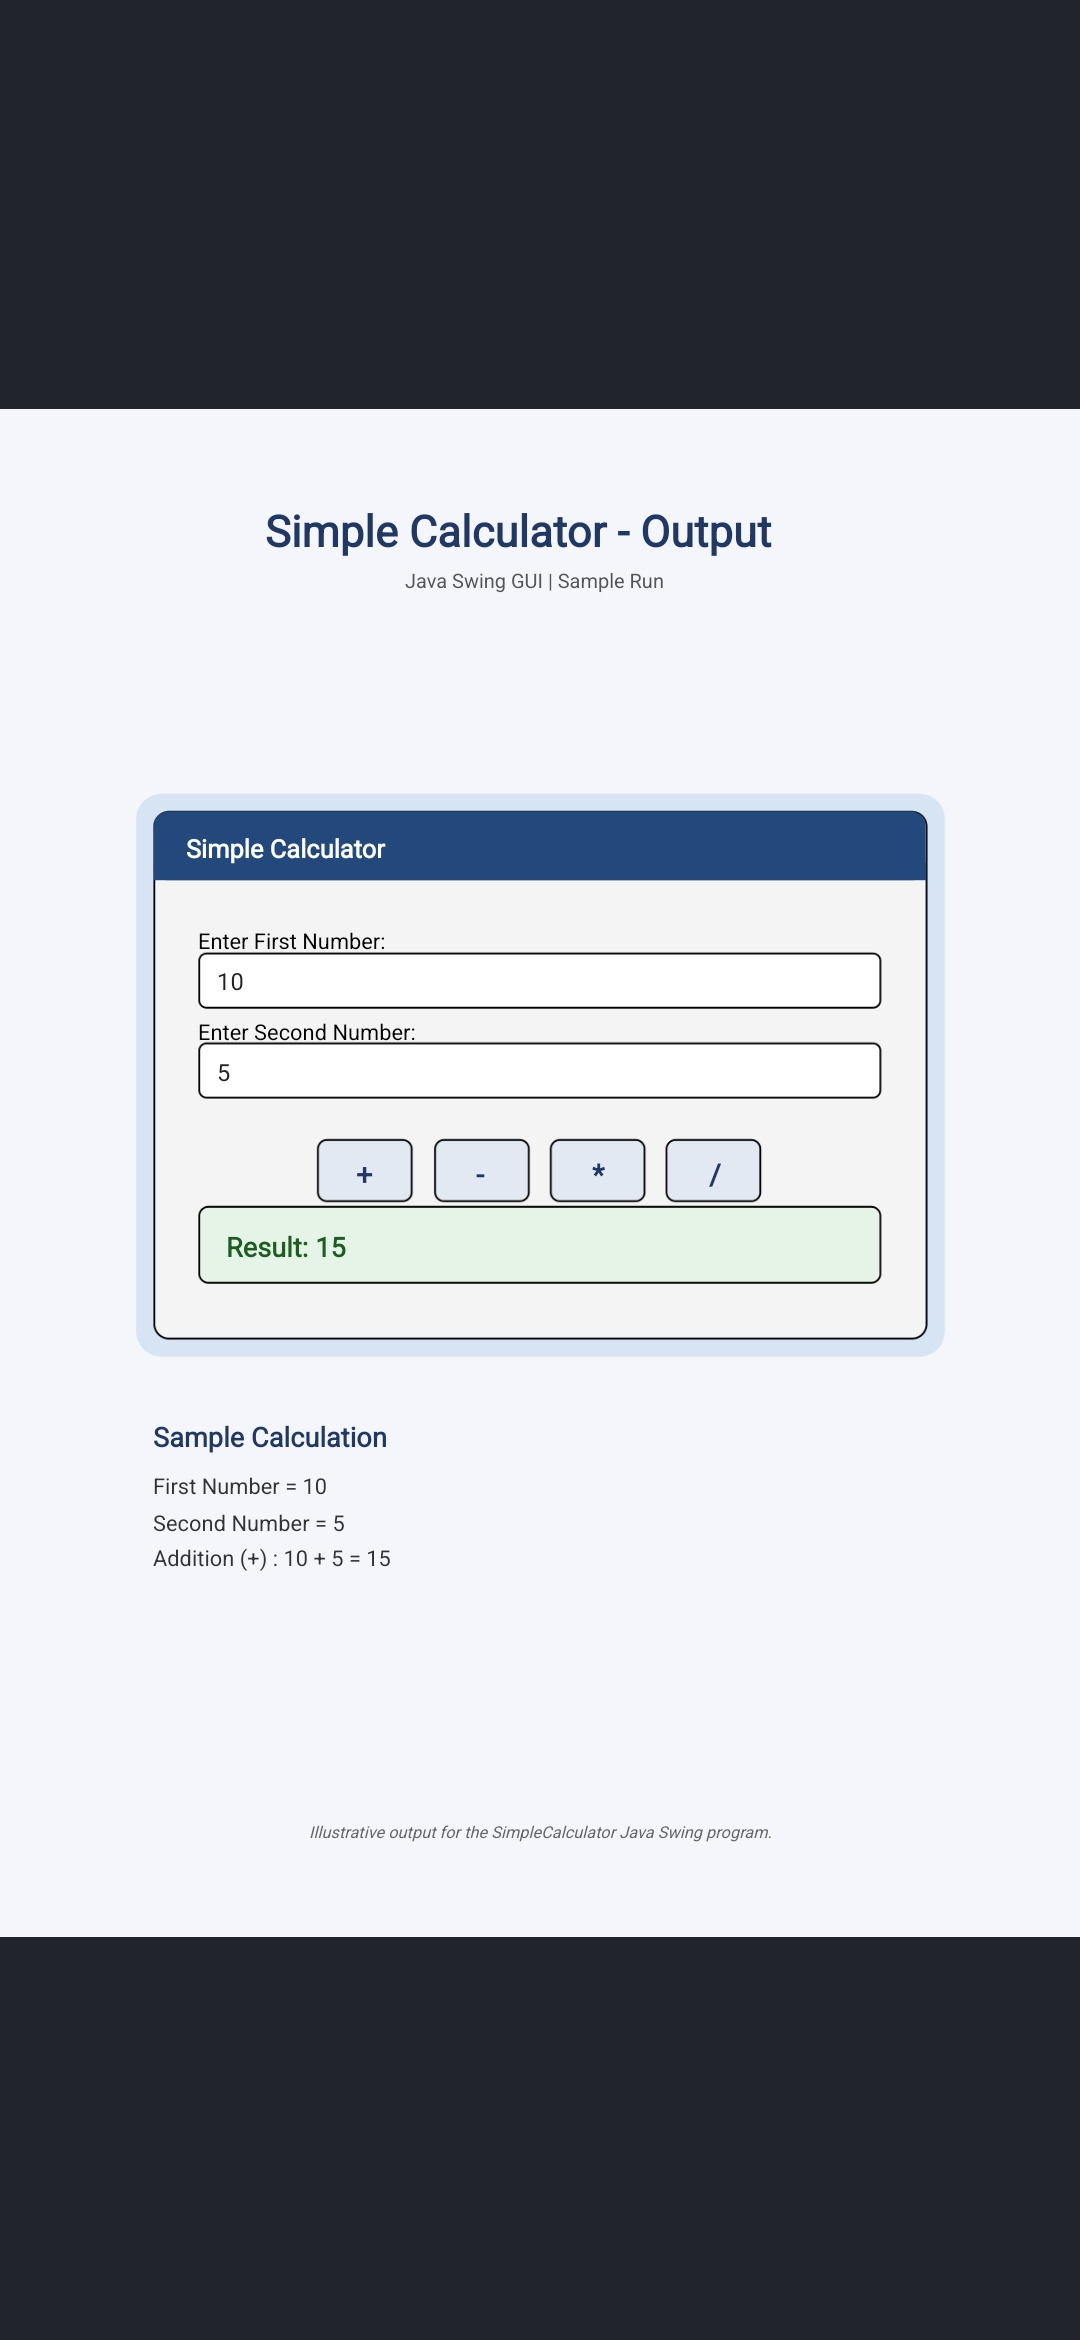 Simple Calculator - Output
Java Swing GUI | Sample Run
Simple Calculator
Enter First Number:
10
Enter Second Number:
5
+ - * /
Result: 15
Sample Calculation
First Number = 10
Second Number = 5
Addition (+) : 10 + 5 = 15
Illustrative output for the SimpleCalculator Java Swing program.